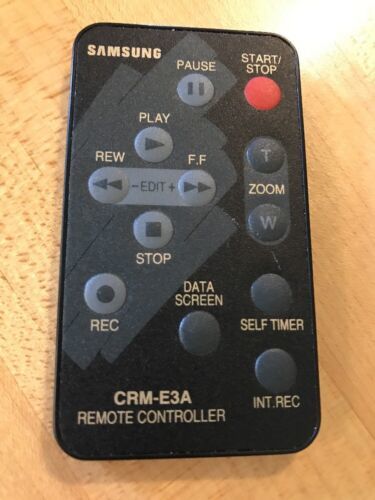 SAMSUNG
PAUSE
START/
STOP
PLAY
REW
F.F
T
-EDIT+
ZOOM
W
STOP
DATA
SCREEN
REC
SELF TIMER
CRM-E3A
REMOTE CONTROLLER
INT.REC